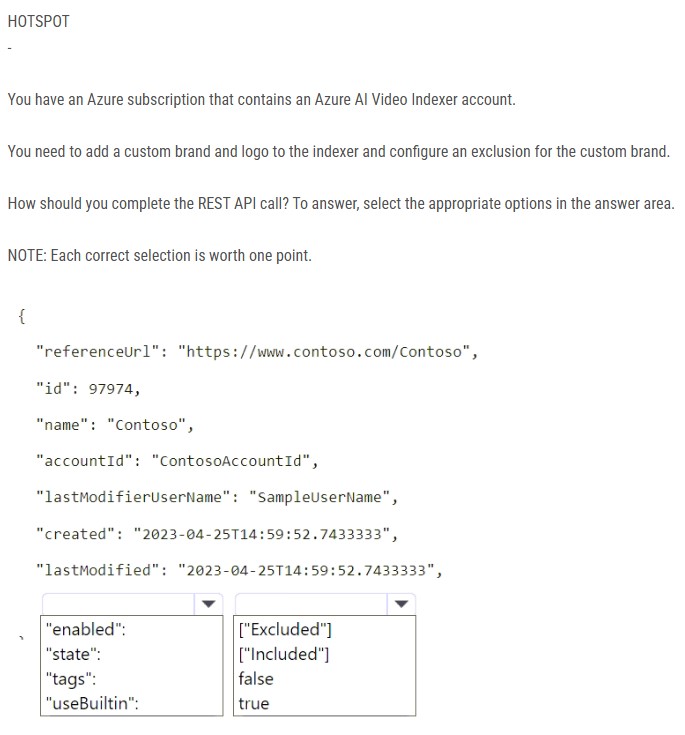 HOTSPOT
-
You have an Azure subscription that contains an Azure AI Video Indexer account.
You need to add a custom brand and logo to the indexer and configure an exclusion for the custom brand.
How should you complete the REST API call? To answer, select the appropriate options in the answer area.
NOTE: Each correct selection is worth one point.
{
"referenceUrl": "https://www.contoso.com/Contoso",
"id": 97974,
"name": "Contoso",
"accountId": "ContosoAccountId",
"lastModifierUserName": "SampleUserName",
"created": "2023-04-25T14:59:52.7433333",
"lastModified": "2023-04-25T14:59:52.7433333",
"enabled": ["Excluded"]
"state": ["Included"]
"tags": false
"useBuiltin": true